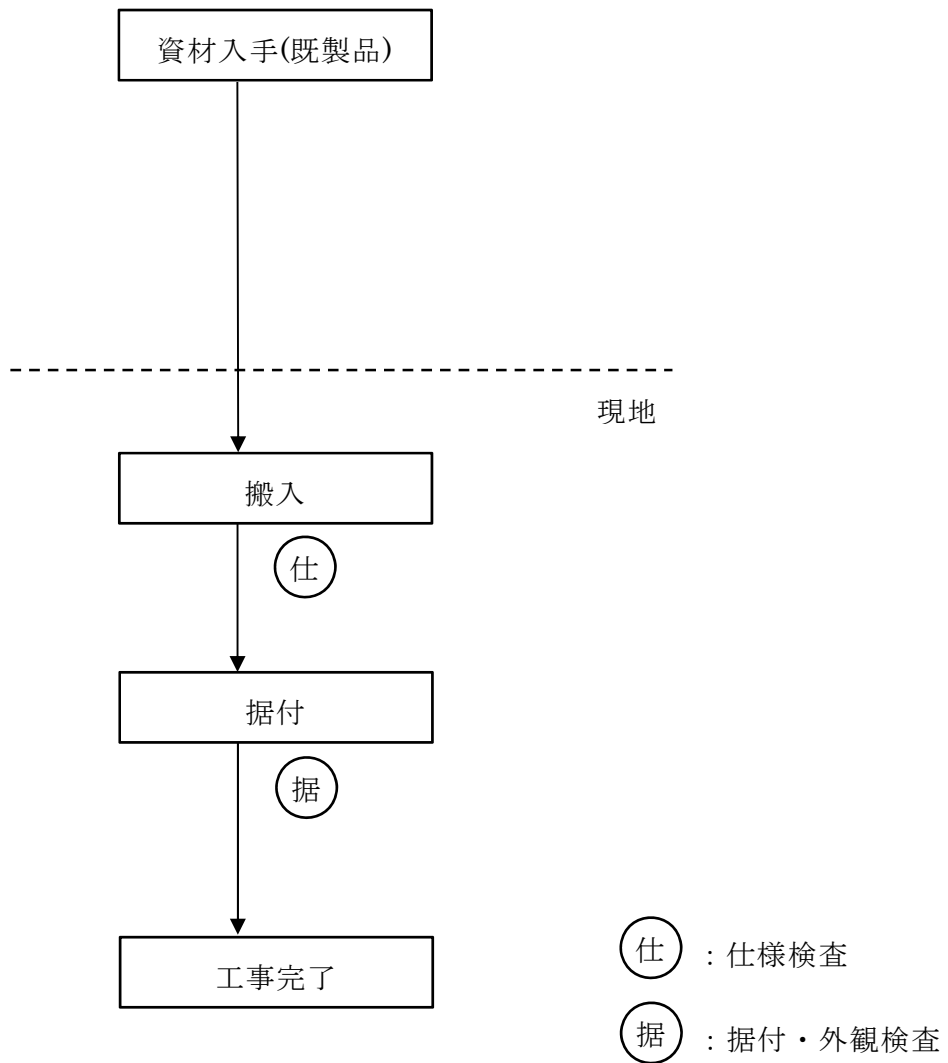 資材入手(既製品)
現地
搬入
仕
据付
据
工事完了
仕 : 仕様検査
据 : 据付・外観検査